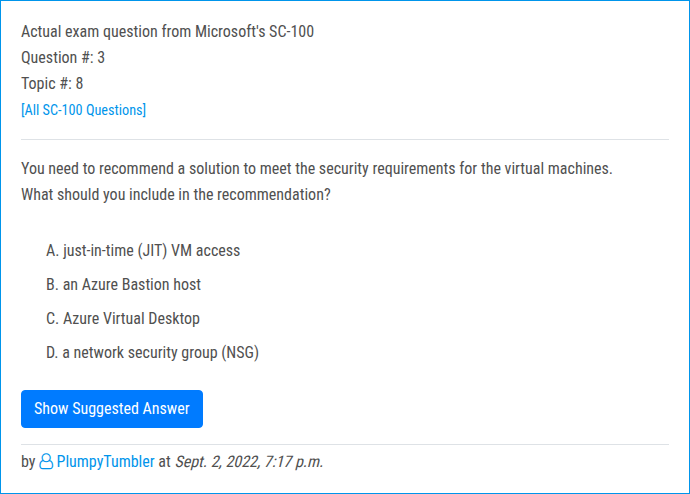 Actual exam question from Microsoft's SC-100
Question #: 3
Topic #: 8
[All SC-100 Questions]
You need to recommend a solution to meet the security requirements for the virtual machines.
What should you include in the recommendation?
A. just-in-time (JIT) VM access
B. an Azure Bastion host
C. Azure Virtual Desktop
D. a network security group (NSG)
Show Suggested Answer
by PlumpyTumbler at Sept. 2, 2022, 7:17 p.m.